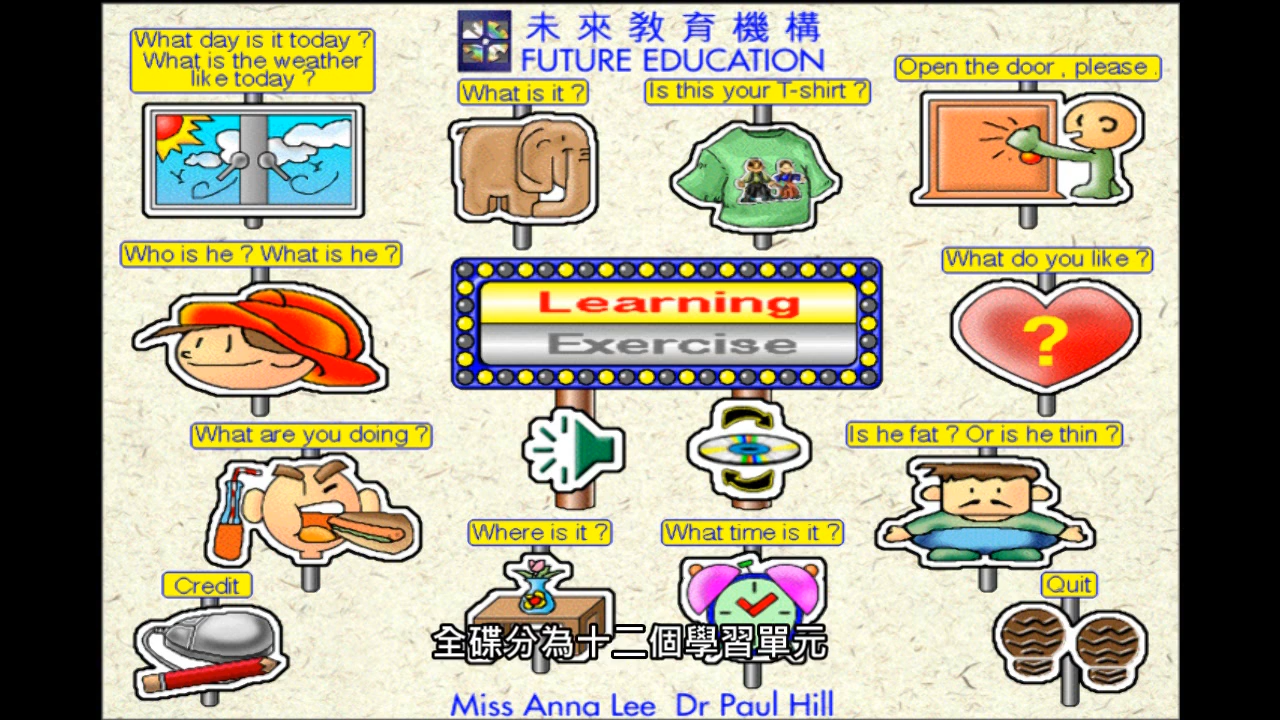 未來教育機構
FUTURE EDUCATION
What day is it today ?
What is the weather
like today ?
What is it ?
Is this your T-shirt ?
Open the door , please .
Who is he ? What is he ?
Learning
Exercise
What do you like ?
What are you doing ?
Is he fat ? Or is he thin ?
Where is it ?
What time is it ?
Credit
Quit
全碟分為十二個學習單元
Miss Anna Lee Dr Paul Hill